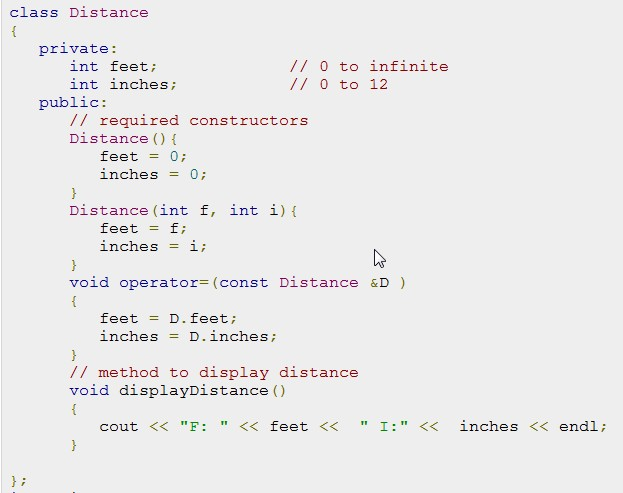 class Distance
{
   private:
      int feet;             // 0 to infinite
      int inches;           // 0 to 12
   public:
      // required constructors
      Distance(){
         feet = 0;
         inches = 0;
      }
      Distance(int f, int i){
         feet = f;
         inches = i;
      }
      void operator=(const Distance &D )
      {
         feet = D.feet;
         inches = D.inches;
      }
      // method to display distance
      void displayDistance()
      {
         cout << "F: " << feet <<  " I:" <<  inches << endl;
      }
};